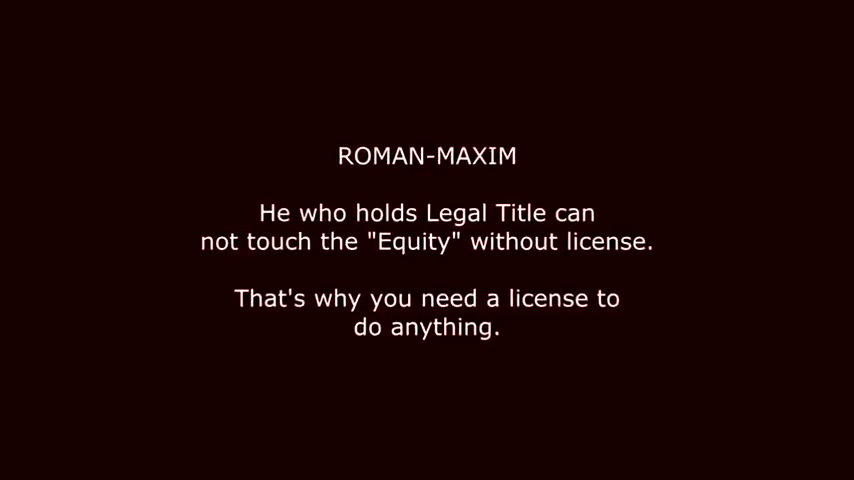 ROMAN-MAXIM
He who holds Legal Title can
not touch the "Equity" without license.
That's why you need a license to
do anything.